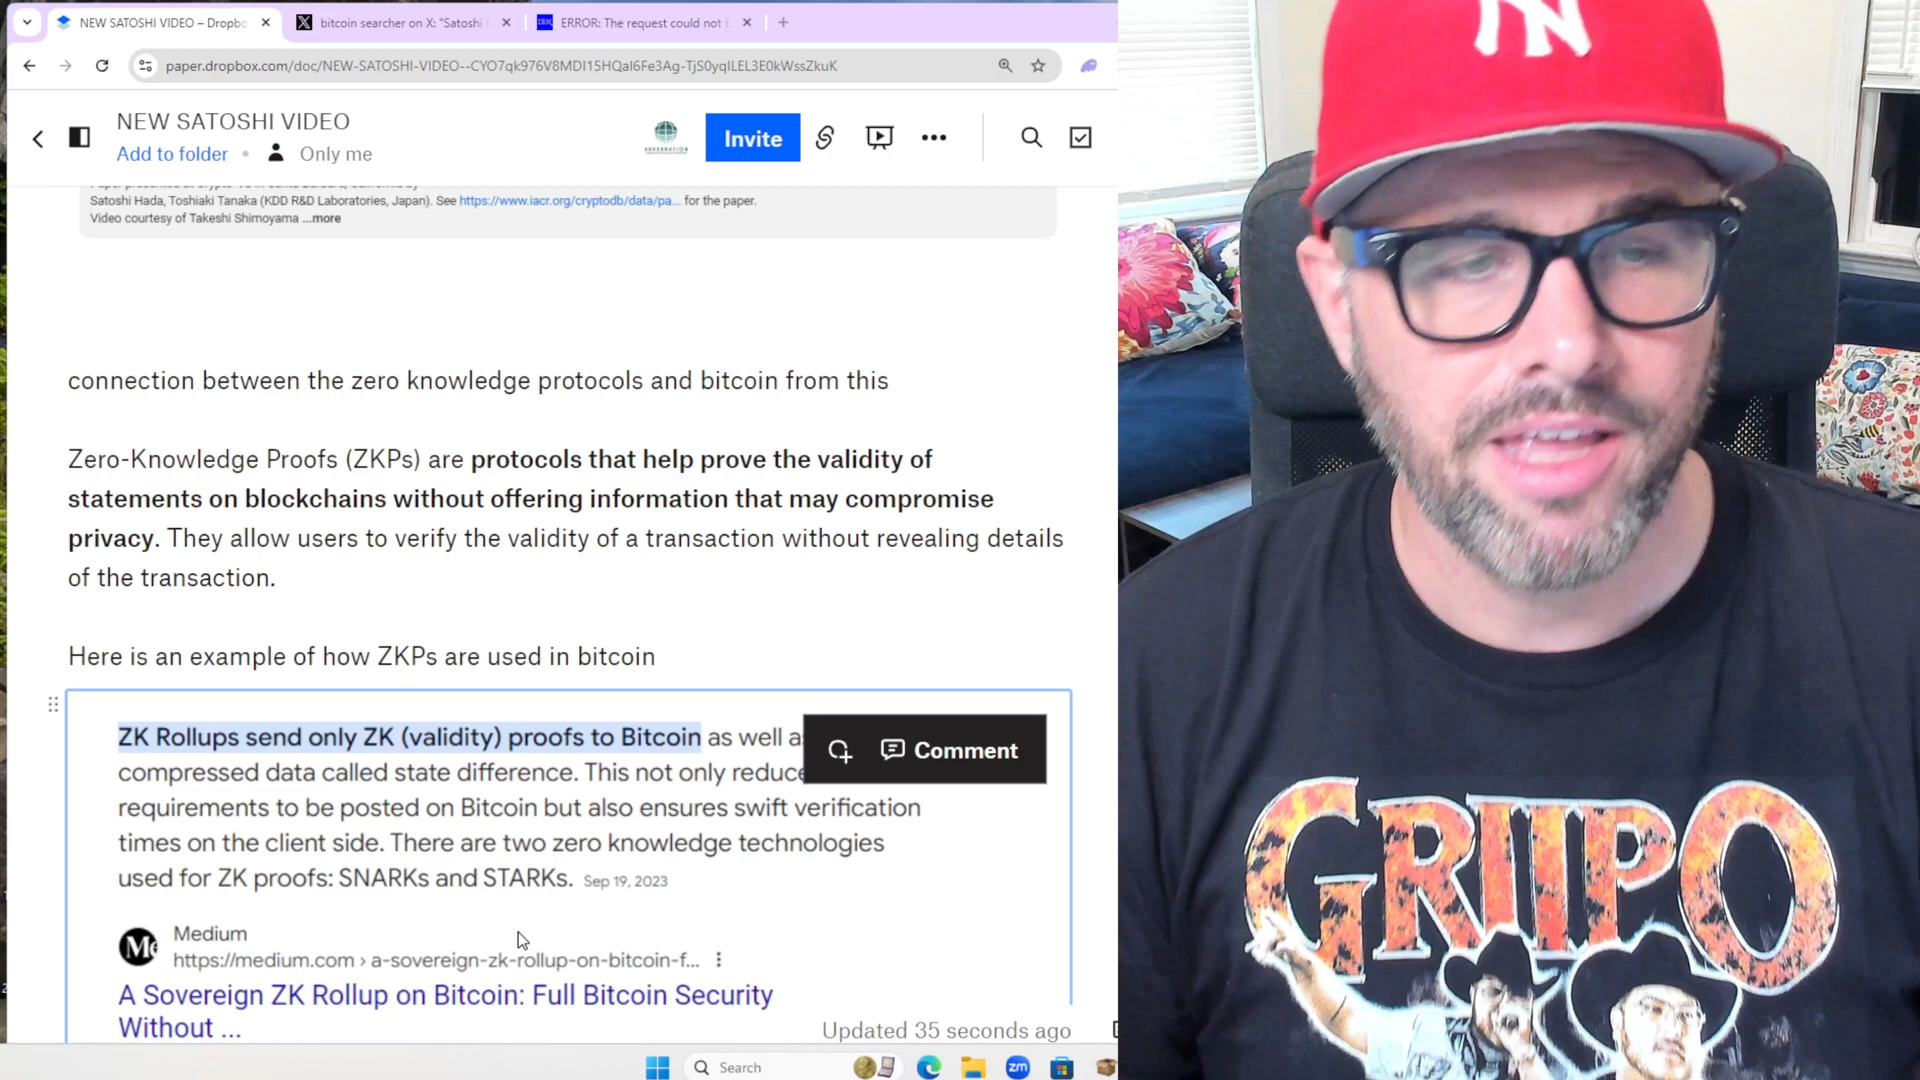 NEW SATOSHI VIDEO – Dropbo
bitcoin searcher on X: "Satoshi
IBM
ERROR: The request could not b
paper.dropbox.com/doc/NEW-SATOSHI-VIDEO--CYO7qk976V8MDI15HQaI6Fe3Ag-TjS0yqILEL3E0kWssZkuK
NEW SATOSHI VIDEO
Add to folder • Only me
Invite
Satoshi Hada, Toshiaki Tanaka (KDD R&D Laboratories, Japan). See https://www.iacr.org/cryptodb/data/pa... for the paper.
Video courtesy of Takeshi Shimoyama ...more
connection between the zero knowledge protocols and bitcoin from this
Zero-Knowledge Proofs (ZKPs) are protocols that help prove the validity of
statements on blockchains without offering information that may compromise
privacy. They allow users to verify the validity of a transaction without revealing details
of the transaction.
Here is an example of how ZKPs are used in bitcoin
ZK Rollups send only ZK (validity) proofs to Bitcoin as well a
Comment
compressed data called state difference. This not only reduce
requirements to be posted on Bitcoin but also ensures swift verification
times on the client side. There are two zero knowledge technologies
used for ZK proofs: SNARKs and STARKs. Sep 19, 2023
Medium
https://medium.com › a-sovereign-zk-rollup-on-bitcoin-f...
A Sovereign ZK Rollup on Bitcoin: Full Bitcoin Security
Without ...
Updated 35 seconds ago
Search
zm
NY
GRIIPO